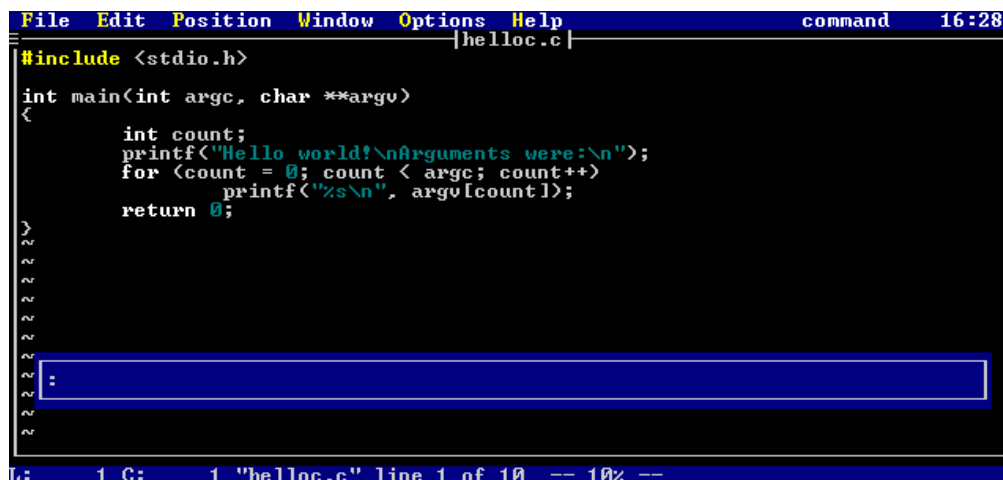 File Edit Position Window Options Help command 16:28
helloc.c
#include <stdio.h>
int main(int argc, char **argv)
{
int count;
printf("Hello world!\nArguments were:\n");
for (count = 0; count < argc; count++)
printf("%s\n", argv[count]);
return 0;
}
~
~
~
~
~
~
~
~
:
~
~
~
L: 1 C: 1 "helloc.c" line 1 of 10 -- 10% --